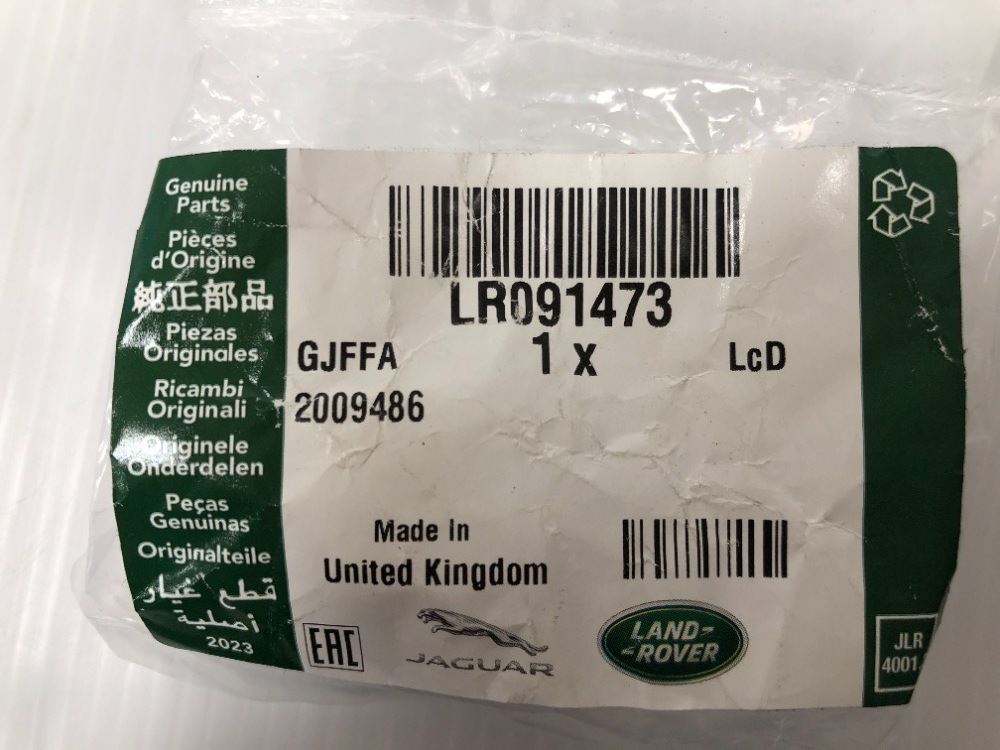 Genuine
Parts
Pièces
d'Origine
純正部品
Piezas
Originales
Ricambi
Originali
Originele
Onderdelen
Peças
Genuinas
Originalteile
قطع غيار
أصلية
2023
LR091473
GJFFA 1 x LcD
2009486
Made In
United Kingdom
EAC
JAGUAR
LAND-
-ROVER
JLR
4001